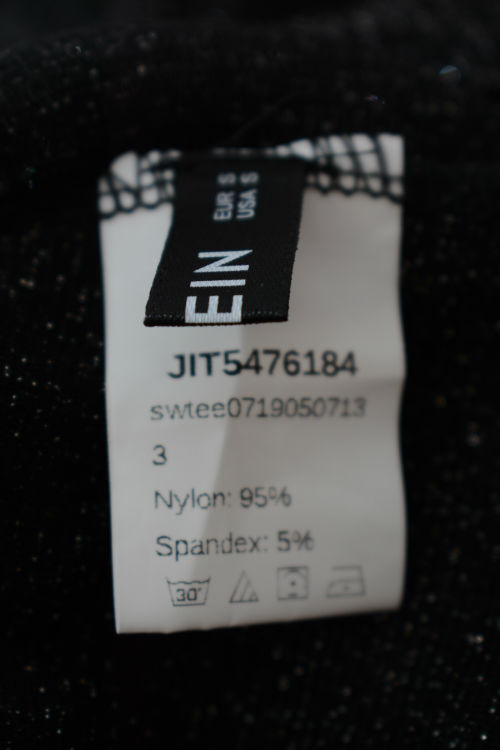 EUR S
USA S
EIN
JIT5476184
swtee0719050713
3
Nylon: 95%
Spandex: 5%
30°